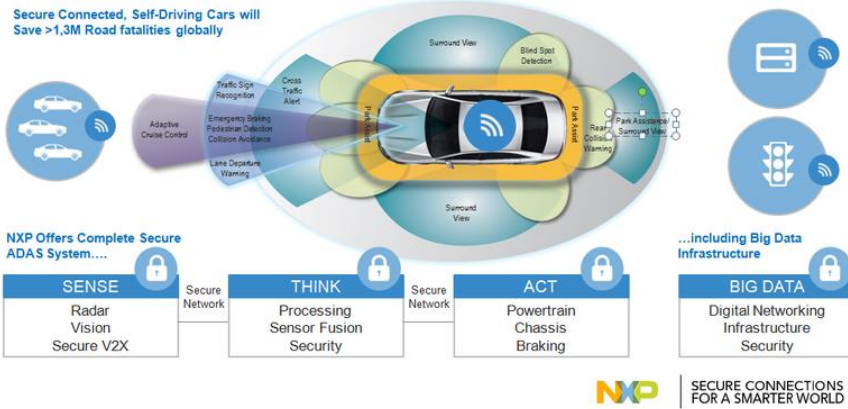 Secure Connected, Self-Driving Cars will
Save >1,3M Road fatalities globally
Surround View
Blind Spot
Detection
Traffic Sign
Recognition
Cross
Traffic
Alert
Adaptive
Cruise Control
Emergency Braking
Pedestrian Detection
Collision Avoidance
Park Assist
Park Assist
Rear
Collision
Warning
Park Assistance/
Surround View
Lane Departure
Warning
Surround
View
NXP Offers Complete Secure
ADAS System....
...including Big Data
Infrastructure
SENSE
Radar
Vision
Secure V2X
Secure
Network
THINK
Processing
Sensor Fusion
Security
Secure
Network
ACT
Powertrain
Chassis
Braking
BIG DATA
Digital Networking
Infrastructure
Security
NXP
SECURE CONNECTIONS
FOR A SMARTER WORLD